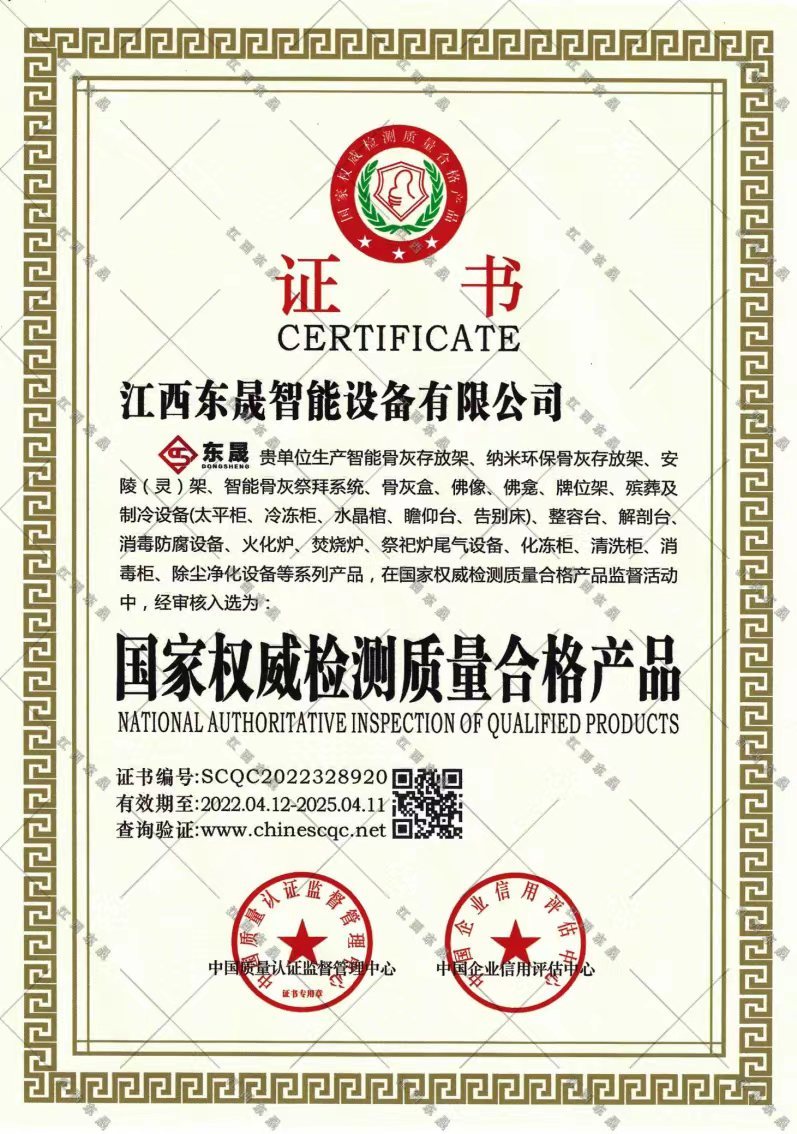 国家权威检测质量合格产品
证书
CERTIFICATE
江西东晟智能设备有限公司
东晟 DONGSHENG 贵单位生产智能骨灰存放架、纳米环保骨灰存放架、安
陵（灵）架、智能骨灰祭拜系统、骨灰盒、佛像、佛龛、牌位架、殡葬及
制冷设备(太平柜、冷冻柜、水晶棺、瞻仰台、告别床)、整容台、解剖台、
消毒防腐设备、火化炉、焚烧炉、祭祀炉尾气设备、化冻柜、清洗柜、消
毒柜、除尘净化设备等系列产品，在国家权威检测质量合格产品监督活动
中，经审核入选为：
国家权威检测质量合格产品
NATIONAL AUTHORITATIVE INSPECTION OF QUALIFIED PRODUCTS
证书编号:SCQC2022328920
有效期至:2022.04.12-2025.04.11
查询验证:www.chinescqc.net
中国质量认证监督管理中心
证书专用章
中国质量认证监督管理中心
中国企业信用评估中心
中国企业信用评估中心
江西东晟